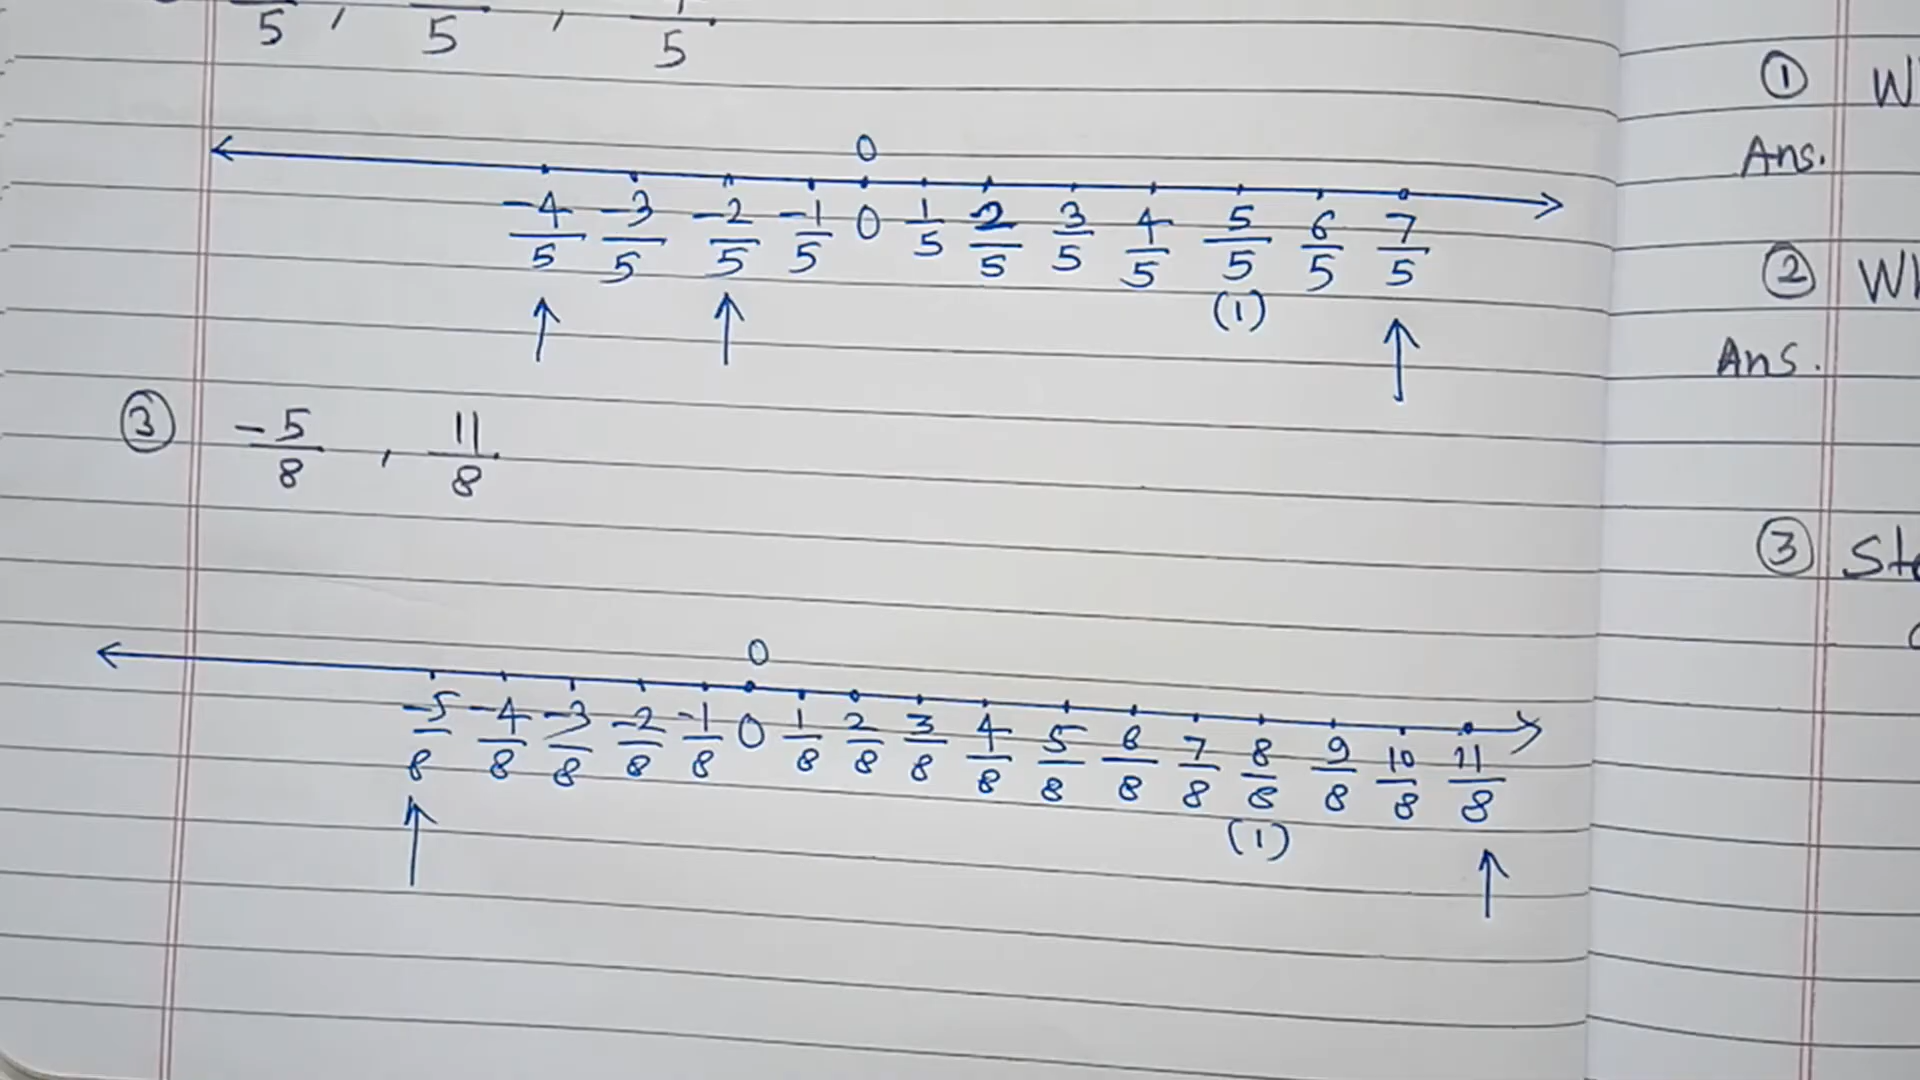 5 , 5 , 5
0
-4/5 -3/5 -2/5 -1/5 0 1/5 2/5 3/5 4/5 5/5 6/5 7/5
(1)
③ -5/8 , 11/8
0
-5/8 -4/8 -3/8 -2/8 -1/8 0 1/8 2/8 3/8 4/8 5/8 6/8 7/8 8/8 9/8 10/8 11/8
(1)
①
Ans.
②
Ans.
③